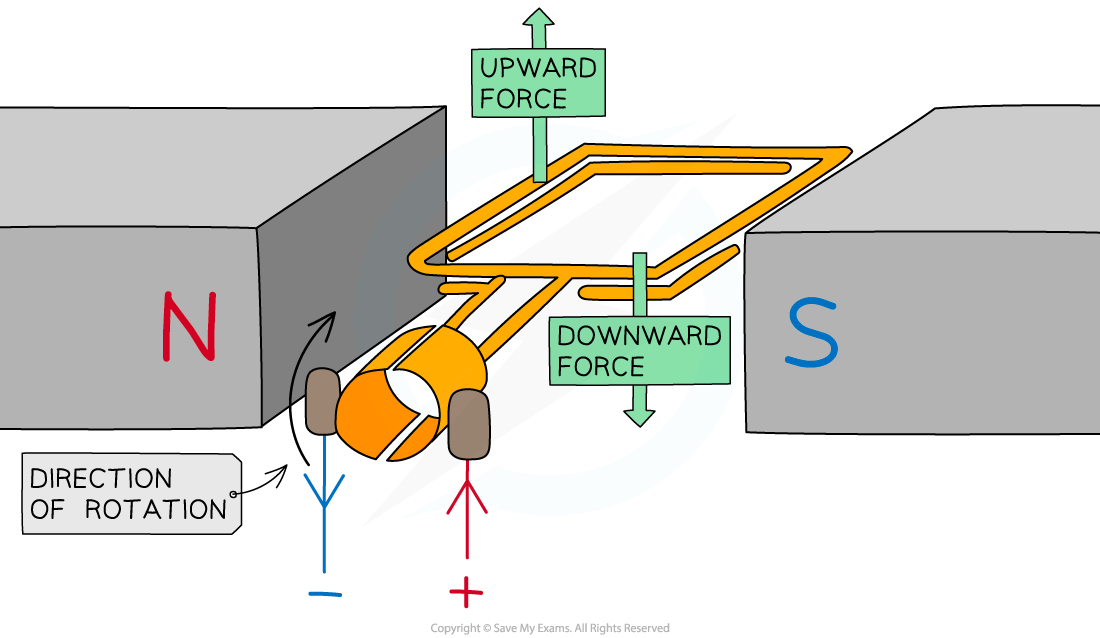 UPWARD
FORCE
N
S
DOWNWARD
FORCE
DIRECTION
OF ROTATION
− +
Copyright © Save My Exams. All Rights Reserved